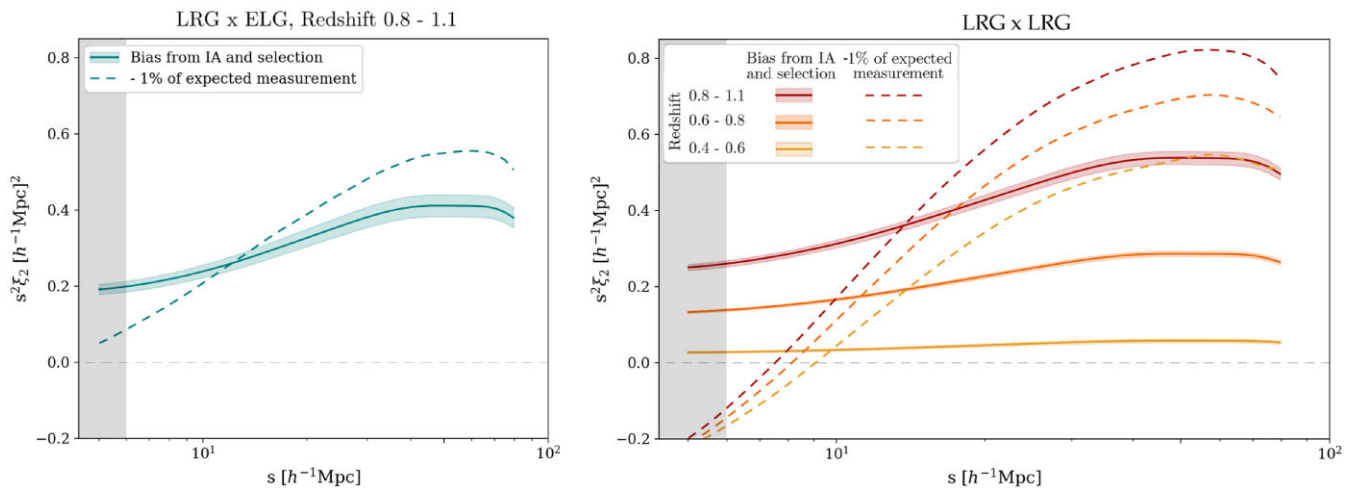 LRG x ELG, Redshift 0.8 - 1.1
Bias from IA and selection
- 1% of expected measurement
0.8
0.6
0.4
0.2
0.0
−0.2
s²ξ₂ [h⁻¹Mpc]²
10¹
10²
s [h⁻¹Mpc]
LRG x LRG
Bias from IA
and selection
-1% of expected
measurement
Redshift
0.8 - 1.1
0.6 - 0.8
0.4 - 0.6
0.8
0.6
0.4
0.2
0.0
−0.2
s²ξ₂ [h⁻¹Mpc]²
10¹
10²
s [h⁻¹Mpc]